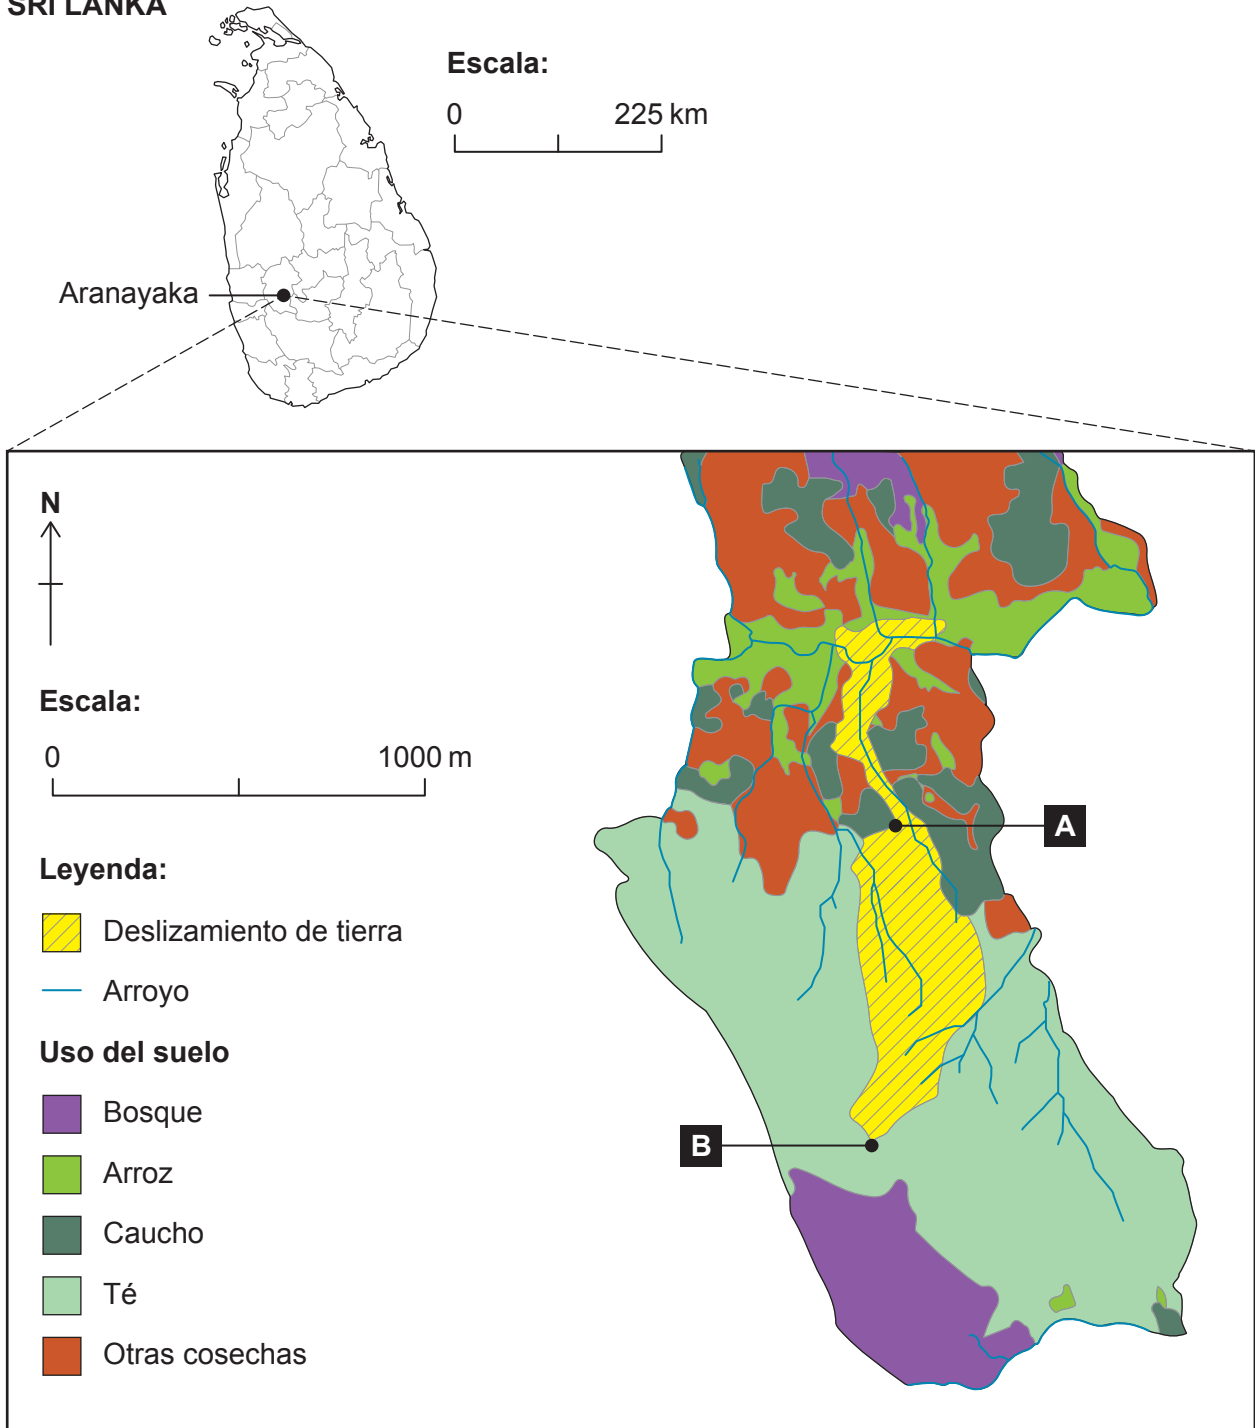 SRI LANKA
Escala:
0 225 km
Aranayaka
N
Escala:
0 1000 m
Leyenda:
Deslizamiento de tierra
Arroyo
Uso del suelo
Bosque
Arroz
Caucho
Té
Otras cosechas
A
B